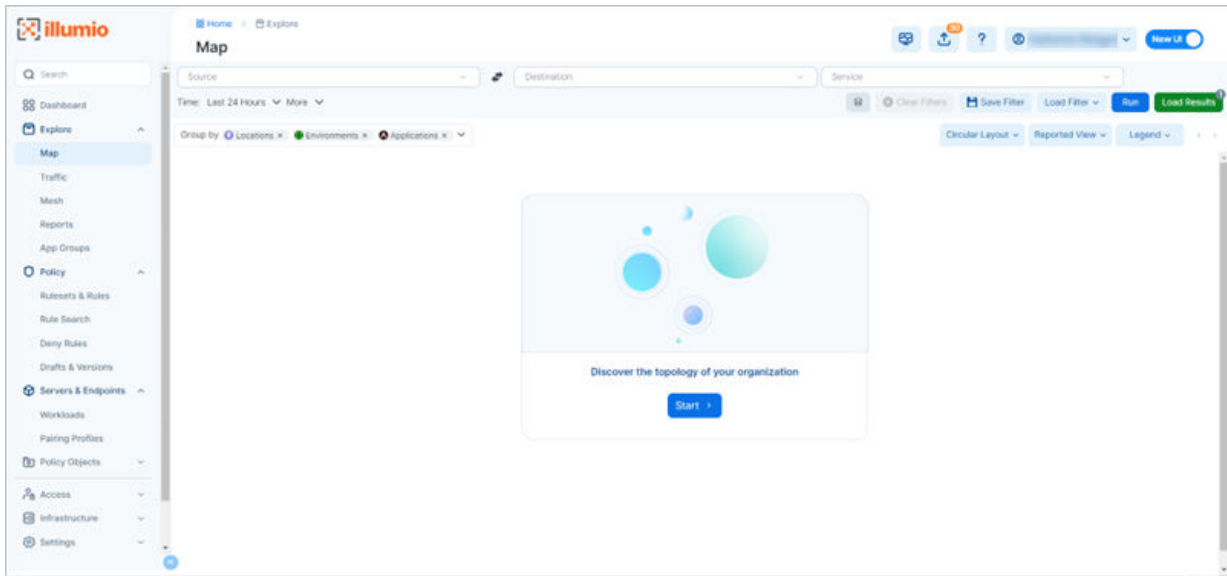 illumio
Home
Explore
Map
New UI
Search
Source
Destination
Service
Dashboard
Time: Last 24 Hours
More
Clear Filters
Save Filter
Load Filter
Run
Load Results
Explore
Group by
Locations ×
Environments ×
Applications ×
Circular Layout
Reported View
Legend
Map
Traffic
Mesh
Reports
App Groups
Policy
Rulesets & Rules
Rule Search
Deny Rules
Drafts & Versions
Discover the topology of your organization
Start
Servers & Endpoints
Workloads
Pairing Profiles
Policy Objects
Access
Infrastructure
Settings